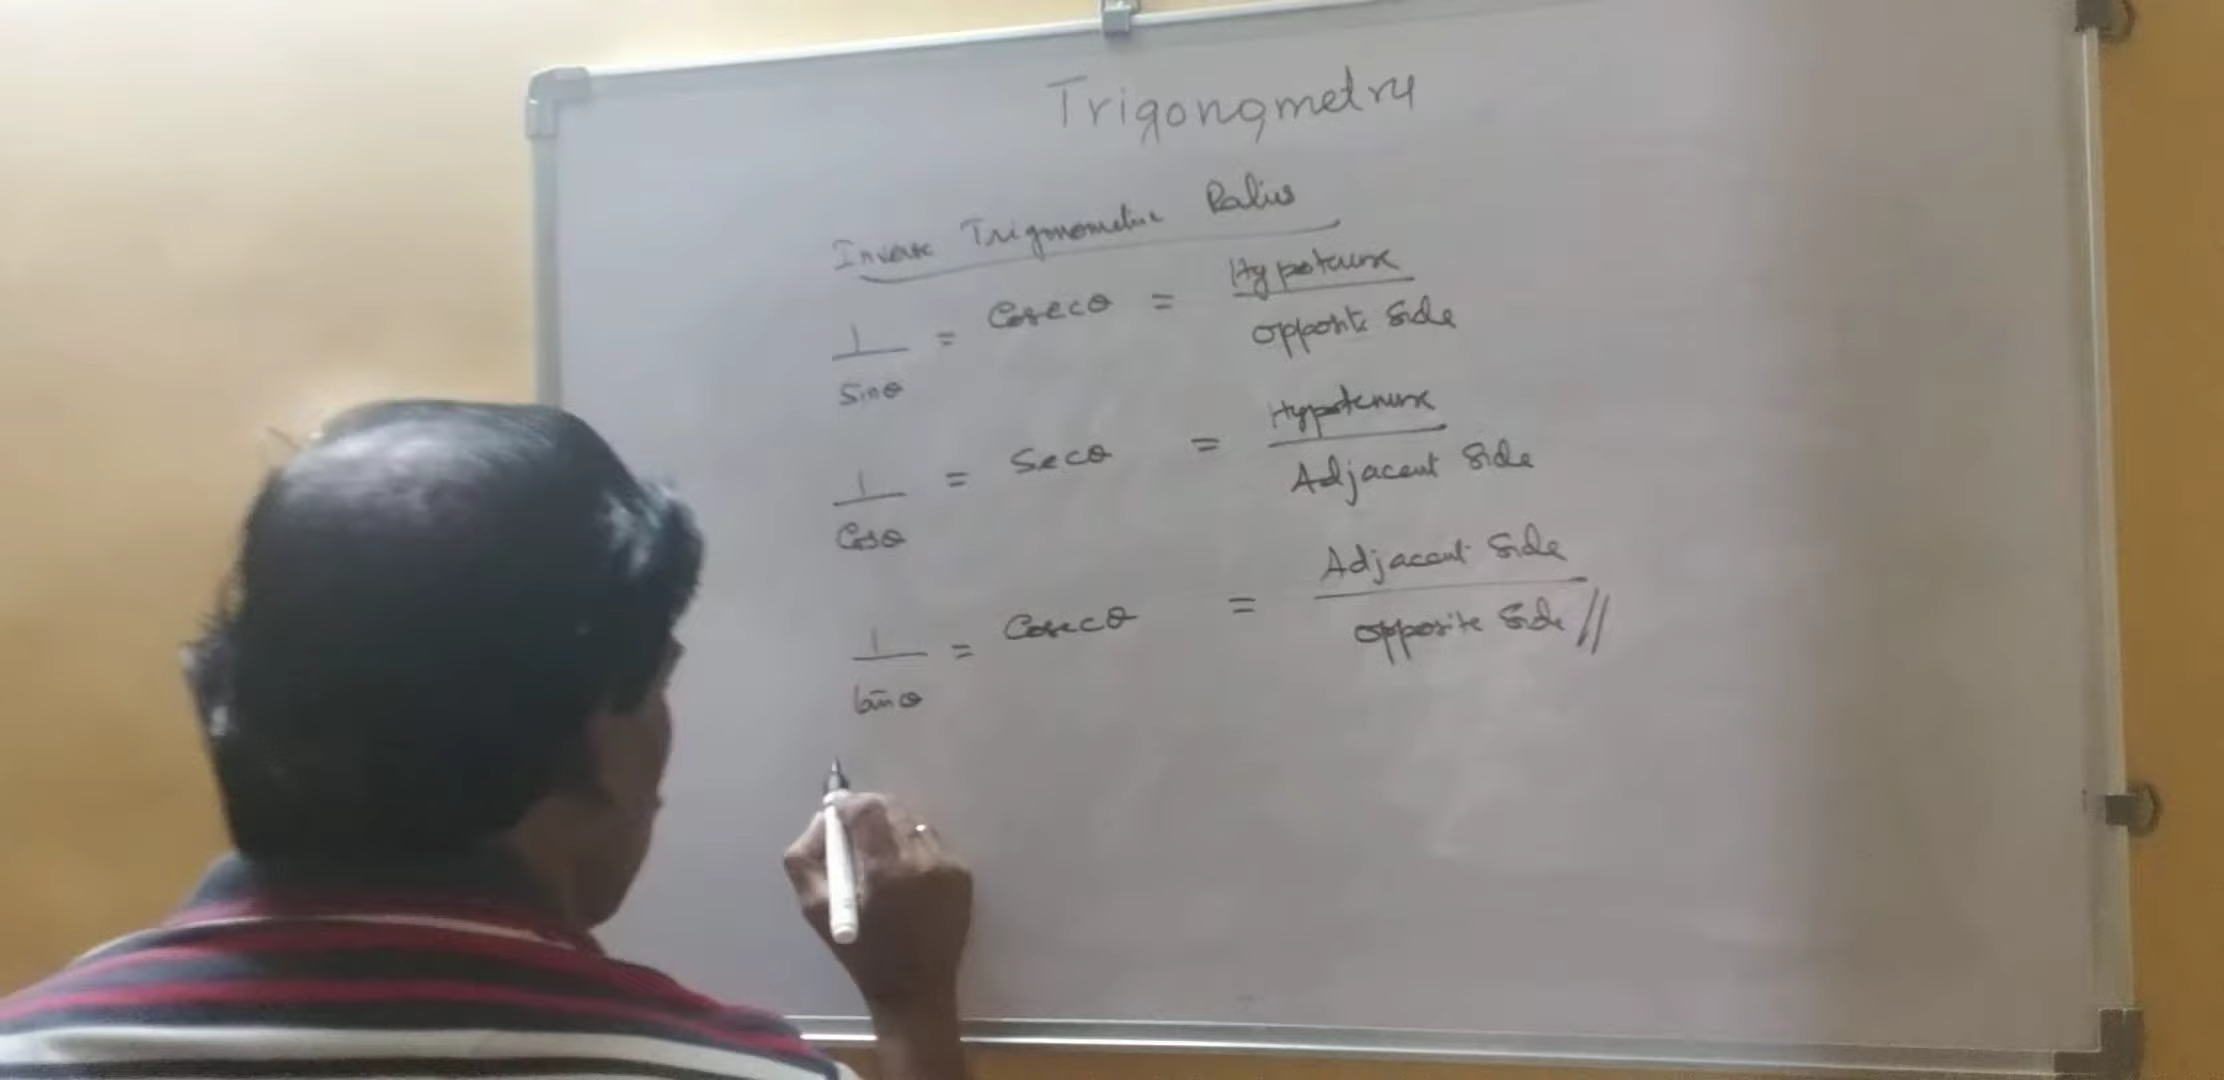 Trigonometry
Inverse Trigonometric Ratios
1/sinθ = Cosecθ = Hypotenuse/opposite Side
1/Cosθ = Secθ = Hypotenuse/Adjacent Side
1/tanθ = Cosecθ = Adjacent Side/opposite Side //